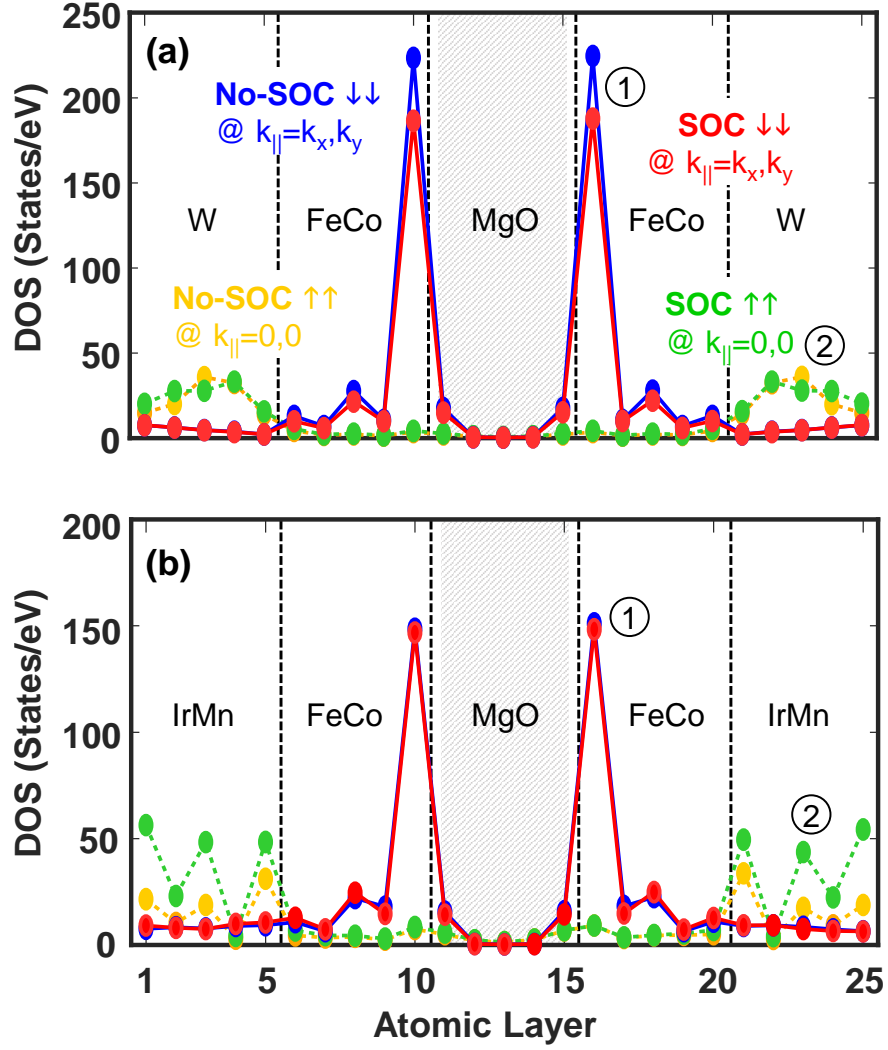 250
(a)
1
No-SOC ↓↓
@ k||=kx,ky
SOC ↓↓
@ k||=kx,ky
200
150
W
FeCo
MgO
FeCo
W
100
No-SOC ↑↑
@ k||=0,0
SOC ↑↑
@ k||=0,0
2
50
0
DOS (States/eV)
200
(b)
1
150
IrMn
FeCo
MgO
FeCo
IrMn
100
2
50
0
DOS (States/eV)
1 5 10 15 20 25
Atomic Layer